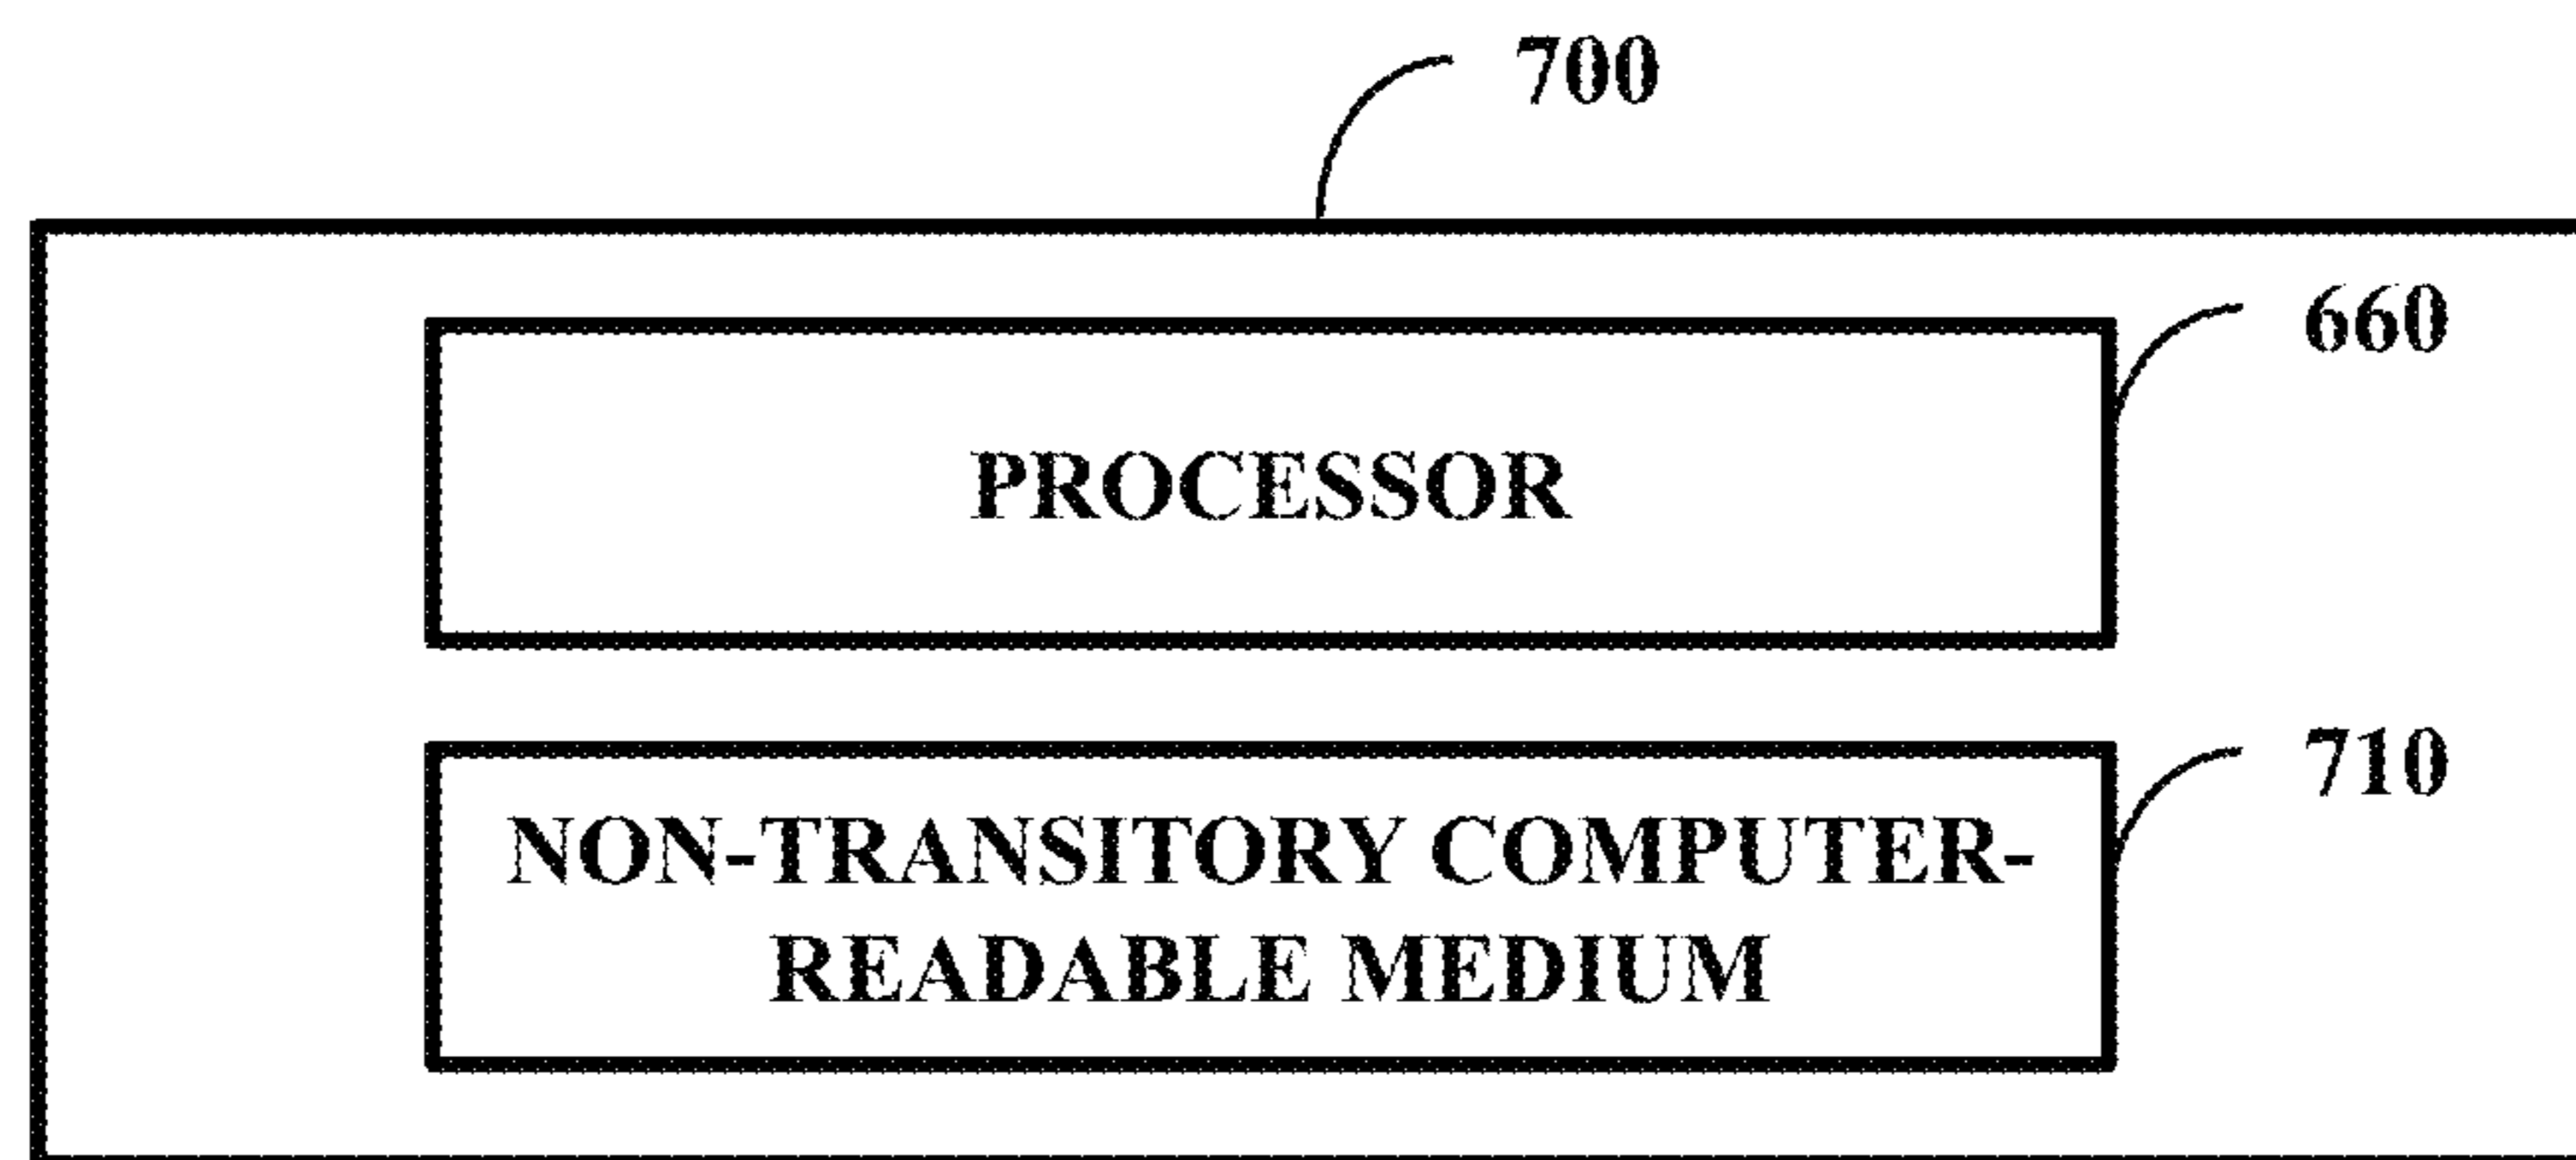 700
660
PROCESSOR
710
NON-TRANSITORY COMPUTER-
READABLE MEDIUM